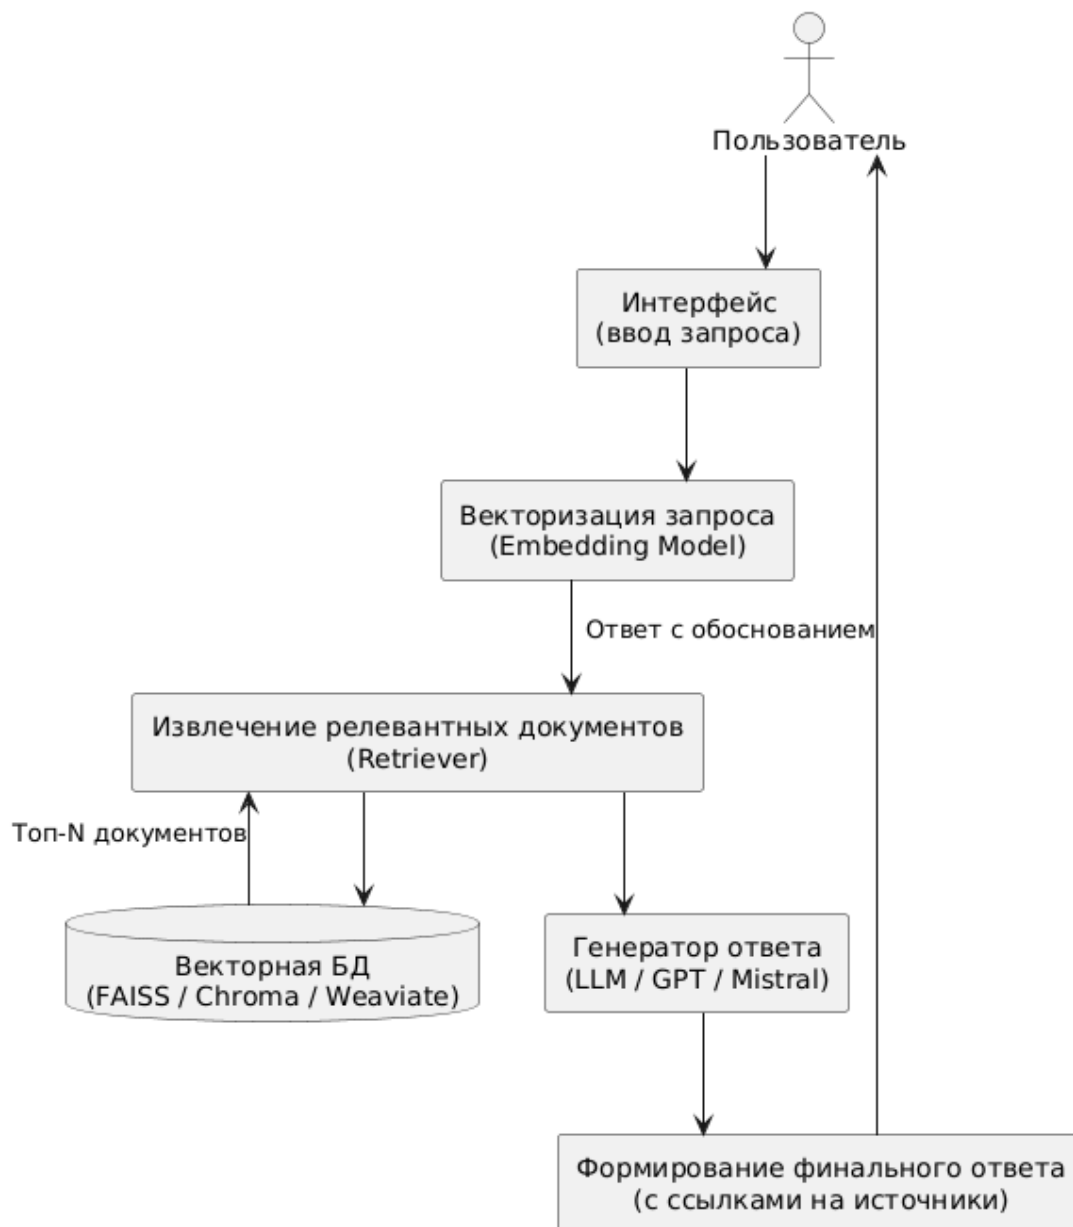 Пользователь
Интерфейс
(ввод запроса)
Векторизация запроса
(Embedding Model)
Ответ с обоснованием
Извлечение релевантных документов
(Retriever)
Топ-N документов
Векторная БД
(FAISS / Chroma / Weaviate)
Генератор ответа
(LLM / GPT / Mistral)
Формирование финального ответа
(с ссылками на источники)